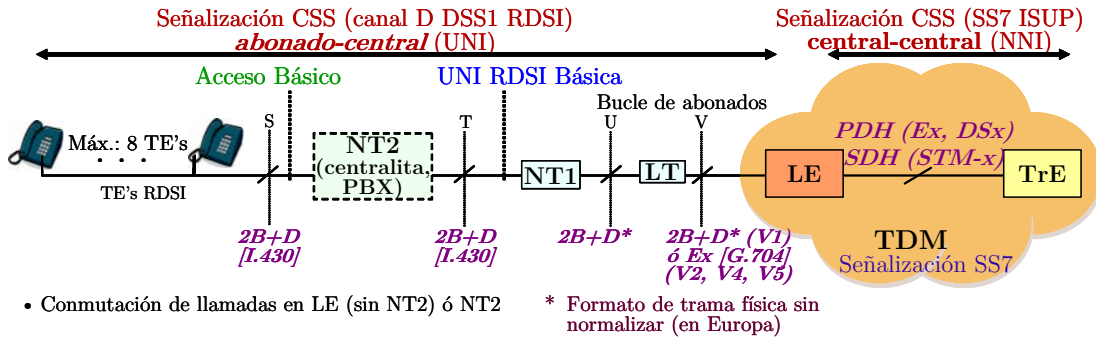 Señalización CSS (canal D DSS1 RDSI)
abonado-central (UNI)
Señalización CSS (SS7 ISUP)
central-central (NNI)
Acceso Básico
UNI RDSI Básica
Bucle de abonados
S
T
U
V
Máx.: 8 TE's
. . .
TE's RDSI
NT2
(centralita,
PBX)
NT1
LT
LE
TrE
PDH (Ex, DSx)
SDH (STM-x)
2B+D
[I.430]
2B+D
[I.430]
2B+D*
2B+D* (V1)
ó Ex [G.704]
(V2, V4, V5)
TDM
Señalización SS7
• Conmutación de llamadas en LE (sin NT2) ó NT2
* Formato de trama física sin
normalizar (en Europa)